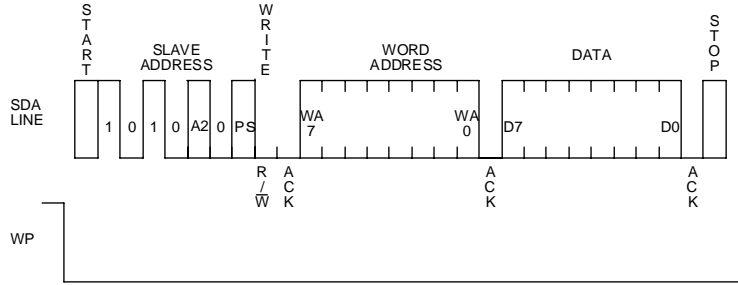 START
SLAVE
ADDRESS
WRITE
WORD
ADDRESS
DATA
STOP
SDA
LINE
1 0 1 0 A2 0 PS
WA
7
WA
0
D7
D0
R
/
W
ACK
ACK
ACK
WP